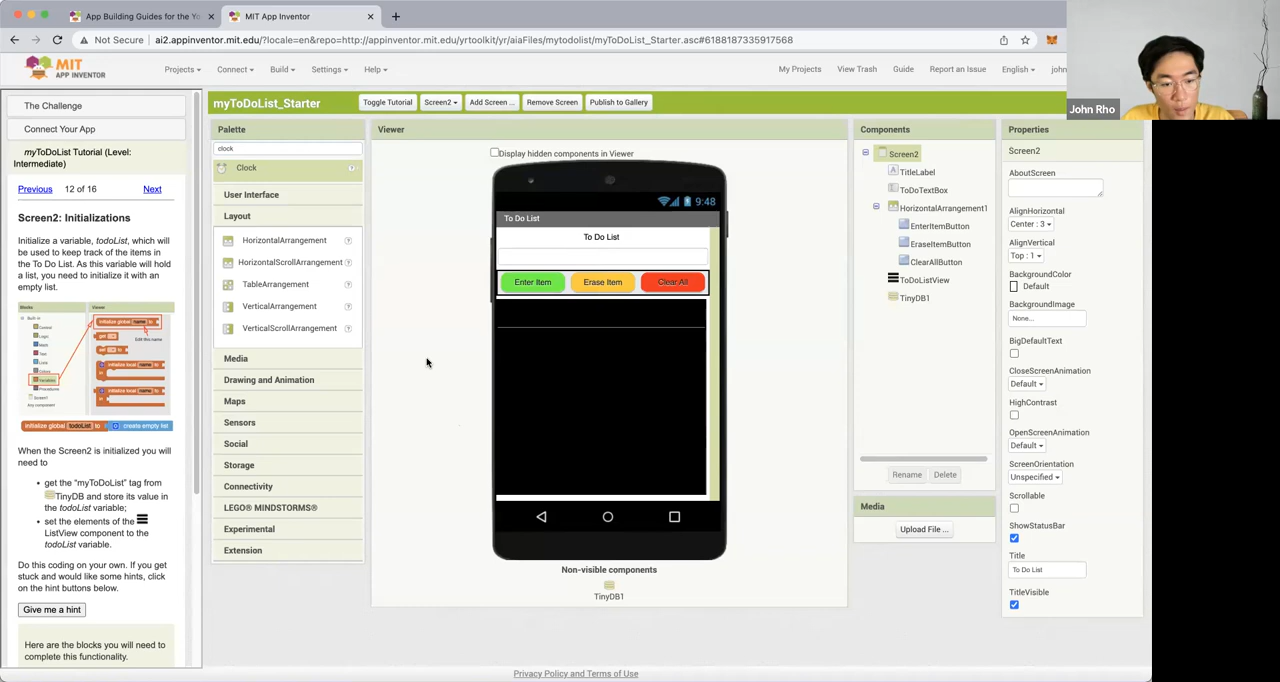 App Building Guides for the Yo
MIT App Inventor
Not Secure
ai2.appinventor.mit.edu/?locale=en&repo=http://appinventor.mit.edu/yrtoolkit/yr/aiaFiles/mytodolist/myToDoList_Starter.asc#6188187335917568
MIT
APP INVENTOR
Projects
Connect
Build
Settings
Help
My Projects
View Trash
Guide
Report an Issue
English
john
John Rho
myToDoList_Starter
Toggle Tutorial
Screen2
Add Screen ...
Remove Screen
Publish to Gallery
The Challenge
Connect Your App
myToDoList Tutorial (Level:
Intermediate)
Previous
12 of 16
Next
Screen2: Initializations
Initialize a variable, todoList, which will
be used to keep track of the items in
the To Do List. As this variable will hold
a list, you need to initialize it with an
empty list.
Blocks
Viewer
Edit this name
initialize global todoList to create empty list
When the Screen2 is initialized you will
need to
• get the “myToDoList” tag from
TinyDB and store its value in
the todoList variable;
• set the elements of the
ListView component to the
todoList variable.
Do this coding on your own. If you get
stuck and would like some hints, click
on the hint buttons below.
Give me a hint
Here are the blocks you will need to
complete this functionality.
Palette
clock
Clock
User Interface
Layout
HorizontalArrangement
HorizontalScrollArrangement
TableArrangement
VerticalArrangement
VerticalScrollArrangement
Media
Drawing and Animation
Maps
Sensors
Social
Storage
Connectivity
LEGO® MINDSTORMS®
Experimental
Extension
Viewer
Display hidden components in Viewer
9:48
To Do List
To Do List
Enter Item
Erase Item
Clear All
Non-visible components
TinyDB1
Components
Screen2
TitleLabel
ToDoTextBox
HorizontalArrangement1
EnterItemButton
EraseItemButton
ClearAllButton
ToDoListView
TinyDB1
Rename
Delete
Media
Upload File ...
Properties
Screen2
AboutScreen
AlignHorizontal
Center : 3
AlignVertical
Top : 1
BackgroundColor
Default
BackgroundImage
None...
BigDefaultText
CloseScreenAnimation
Default
HighContrast
OpenScreenAnimation
Default
ScreenOrientation
Unspecified
Scrollable
ShowStatusBar
Title
To Do List
TitleVisible
Privacy Policy and Terms of Use